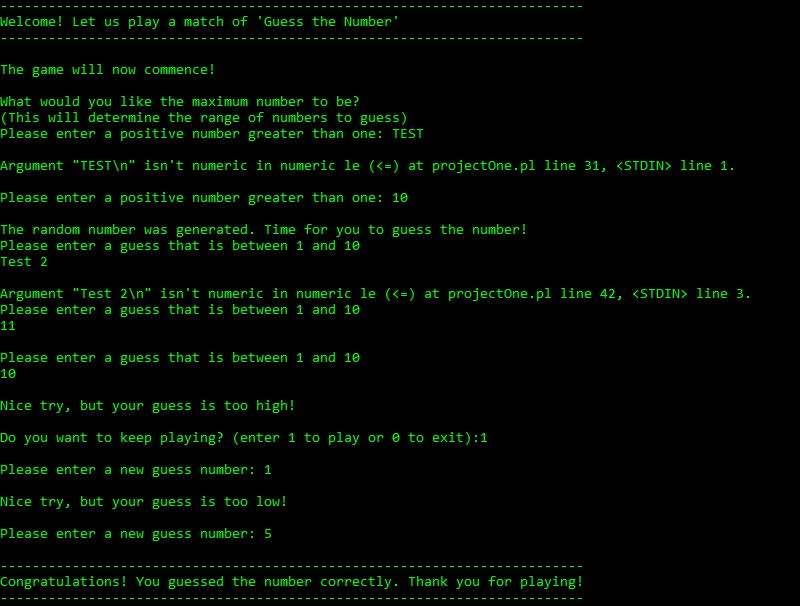 -------------------------------------------------------------------------
Welcome! Let us play a match of 'Guess the Number'
-------------------------------------------------------------------------
The game will now commence!
What would you like the maximum number to be?
(This will determine the range of numbers to guess)
Please enter a positive number greater than one: TEST
Argument "TEST\n" isn't numeric in numeric le (<=) at projectOne.pl line 31, <STDIN> line 1.
Please enter a positive number greater than one: 10
The random number was generated. Time for you to guess the number!
Please enter a guess that is between 1 and 10
Test 2
Argument "Test 2\n" isn't numeric in numeric le (<=) at projectOne.pl line 42, <STDIN> line 3.
Please enter a guess that is between 1 and 10
11
Please enter a guess that is between 1 and 10
10
Nice try, but your guess is too high!
Do you want to keep playing? (enter 1 to play or 0 to exit):1
Please enter a new guess number: 1
Nice try, but your guess is too low!
Please enter a new guess number: 5
-------------------------------------------------------------------------
Congratulations! You guessed the number correctly. Thank you for playing!
-------------------------------------------------------------------------